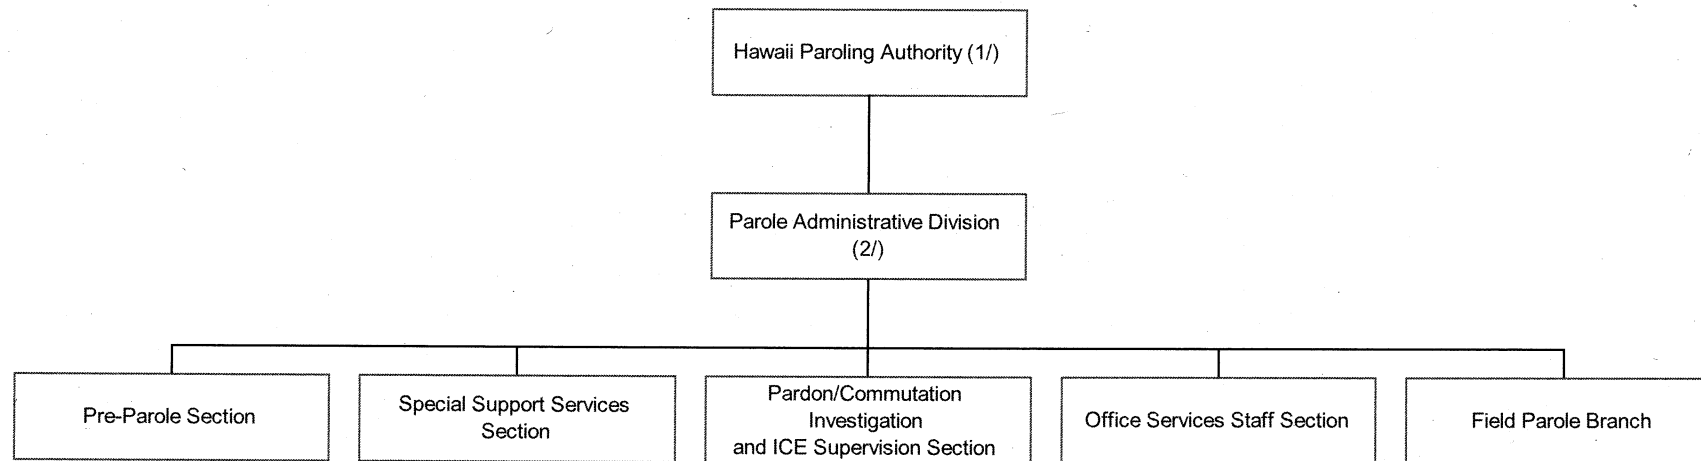 Hawaii Paroling Authority (1/)
Parole Administrative Division
(2/)
Pre-Parole Section
Special Support Services
Section
Pardon/Commutation
Investigation
and ICE Supervision Section
Office Services Staff Section
Field Parole Branch